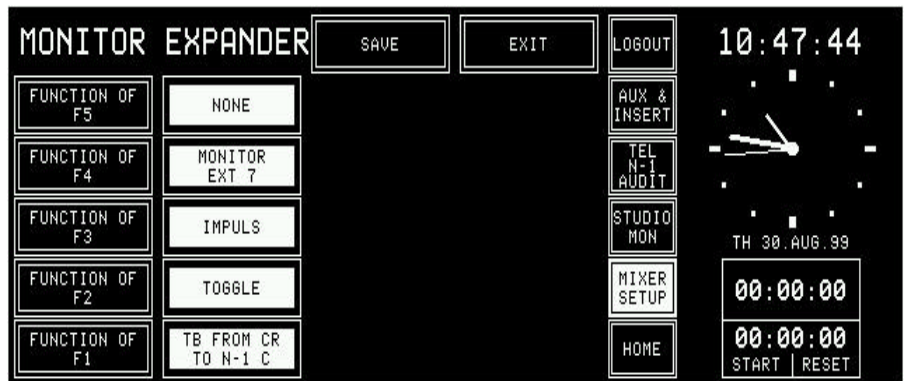 MONITOR EXPANDER
SAVE
EXIT
LOGOUT
10:47:44
FUNCTION OF
F5
NONE
AUX &
INSERT
FUNCTION OF
F4
MONITOR
EXT 7
TEL
N-1
AUDIT
FUNCTION OF
F3
IMPULS
STUDIO
MON
TH 30.AUG.99
FUNCTION OF
F2
TOGGLE
MIXER
SETUP
00:00:00
FUNCTION OF
F1
TB FROM CR
TO N-1 C
HOME
00:00:00
START | RESET